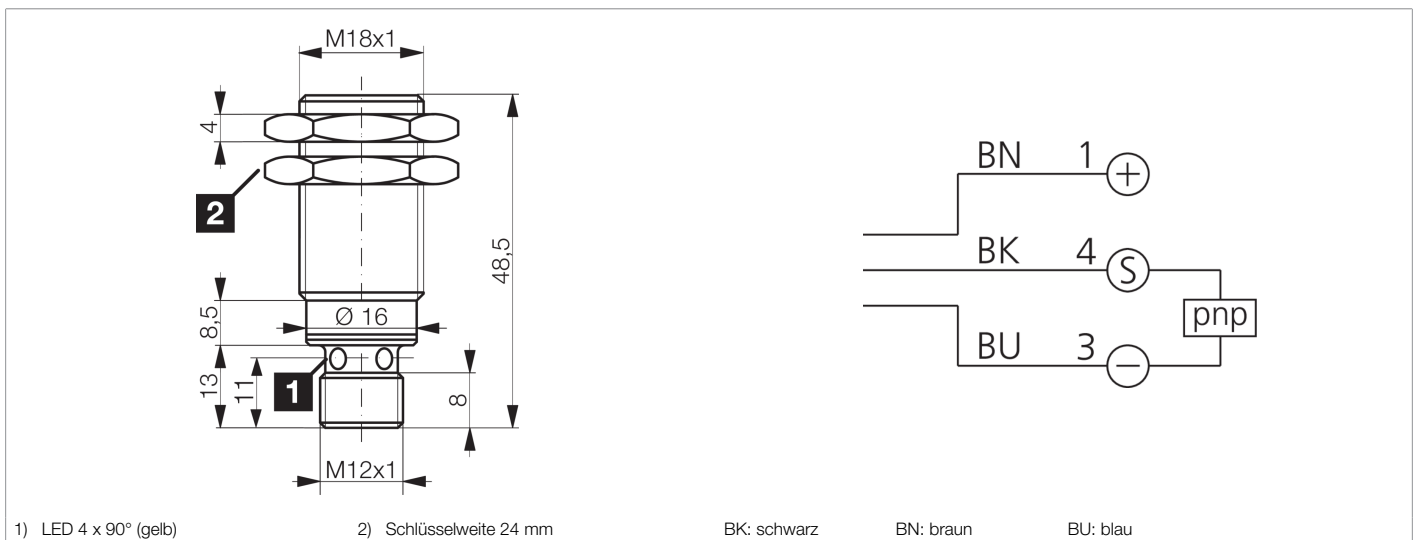 M18x1
4
2
48,5
8,5
Ø 16
13
11
1
8
M12x1
BN 1 +
BK 4 S
pnp
BU 3 −
1) LED 4 x 90° (gelb)
2) Schlüsselweite 24 mm
BK: schwarz
BN: braun
BU: blau